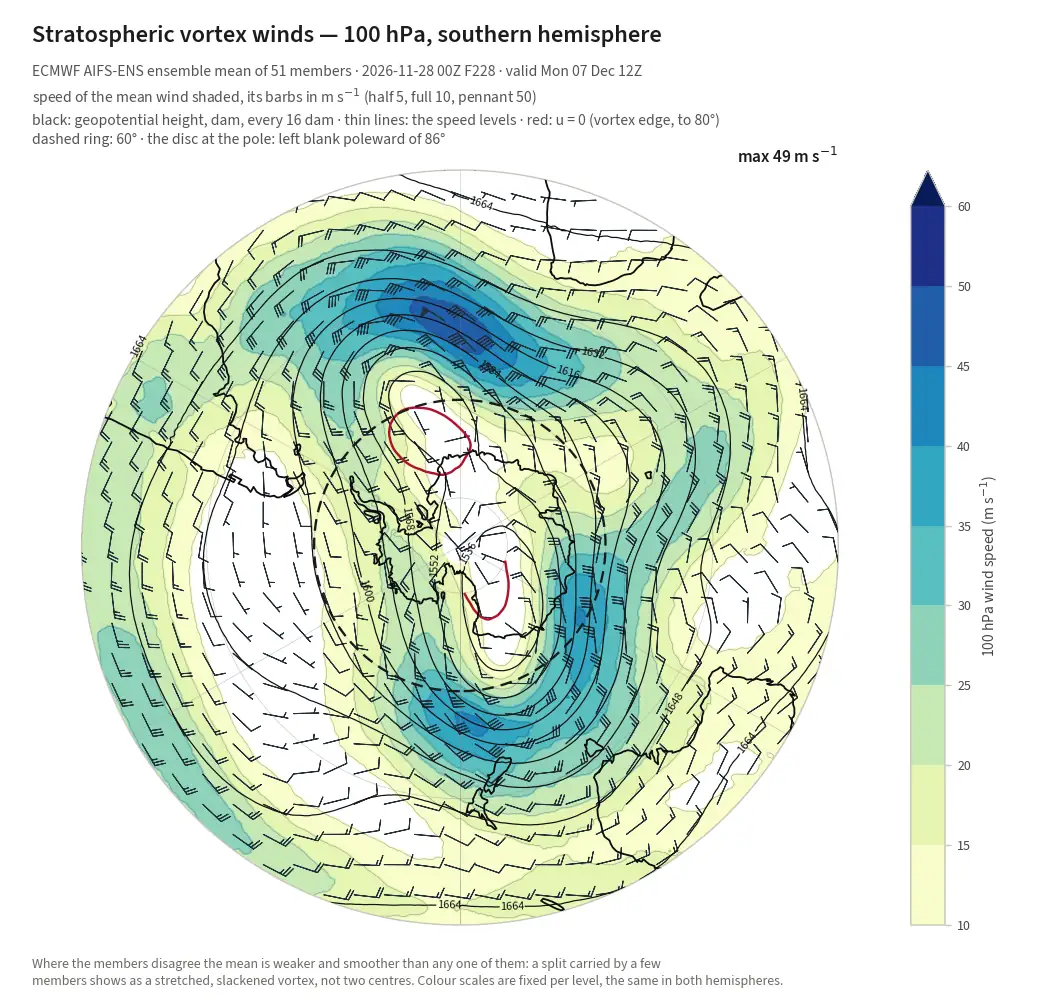 Stratospheric vortex winds — 100 hPa, southern hemisphere
ECMWF AIFS-ENS ensemble mean of 51 members · 2026-11-28 00Z F228 · valid Mon 07 Dec 12Z
speed of the mean wind shaded, its barbs in m s⁻¹ (half 5, full 10, pennant 50)
black: geopotential height, dam, every 16 dam · thin lines: the speed levels · red: u = 0 (vortex edge, to 80°)
dashed ring: 60° · the disc at the pole: left blank poleward of 86°
max 49 m s⁻¹
1664
1664
1632
1616
1664
1568
1536
1552
1600
1648
1664
1664
1664
60
50
45
40
35
30
25
20
15
10
100 hPa wind speed (m s⁻¹)
Where the members disagree the mean is weaker and smoother than any one of them: a split carried by a few
members shows as a stretched, slackened vortex, not two centres. Colour scales are fixed per level, the same in both hemispheres.